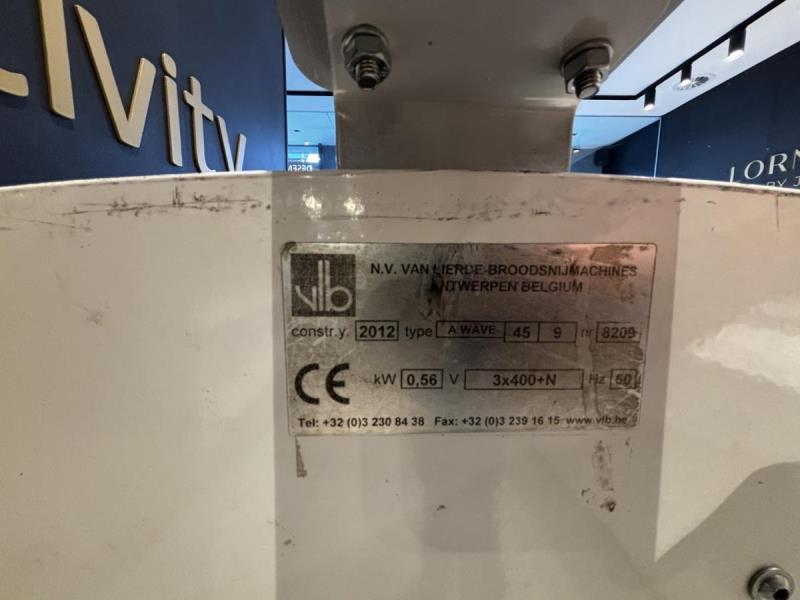 lvity
LORN
BY J
vlb
N.V. VAN LIERDE-BROODSNIJMACHINES
ANTWERPEN BELGIUM
constr.y. 2012 type A WAVE 45 9 nr 8209
CE kW 0,56 V 3x400+N Hz 50
Tel: +32 (0)3 230 84 38 Fax: +32 (0)3 239 16 15 www.vlb.be